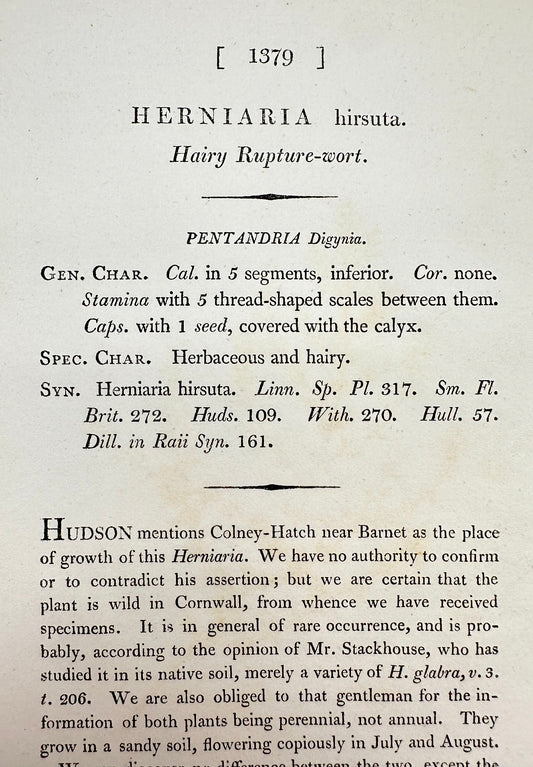 [ 1379 ]
HERNIARIA hirsuta.
Hairy Rupture-wort.
PENTANDRIA Digynia.
Gen. Char. Cal. in 5 segments, inferior. Cor. none.
Stamina with 5 thread-shaped scales between them.
Caps. with 1 seed, covered with the calyx.
Spec. Char. Herbaceous and hairy.
Syn. Herniaria hirsuta. Linn. Sp. Pl. 317. Sm. Fl.
Brit. 272. Huds. 109. With. 270. Hull. 57.
Dill. in Raii Syn. 161.
HUDSON mentions Colney-Hatch near Barnet as the place
of growth of this Herniaria. We have no authority to confirm
or to contradict his assertion; but we are certain that the
plant is wild in Cornwall, from whence we have received
specimens. It is in general of rare occurrence, and is pro-
bably, according to the opinion of Mr. Stackhouse, who has
studied it in its native soil, merely a variety of H. glabra, v. 3.
t. 206. We are also obliged to that gentleman for the in-
formation of both plants being perennial, not annual. They
grow in a sandy soil, flowering copiously in July and August.
difference between the two, except the